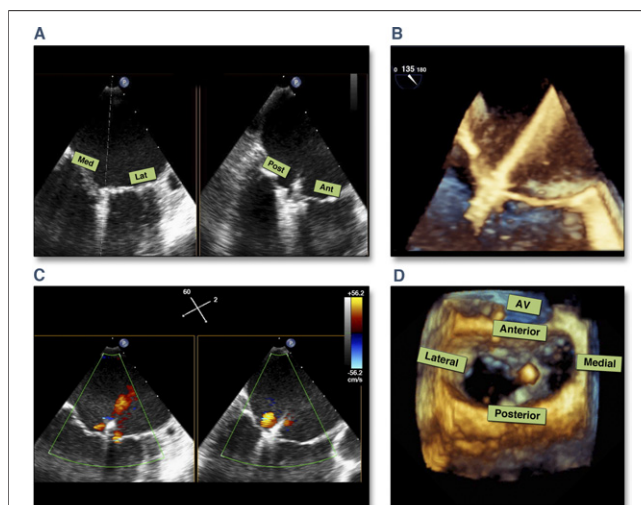 A
Med
Lat
Post
Ant
B
0 135 180
C
60
2
+56.2
-56.2
cm/s
D
AV
Anterior
Lateral
Medial
Posterior